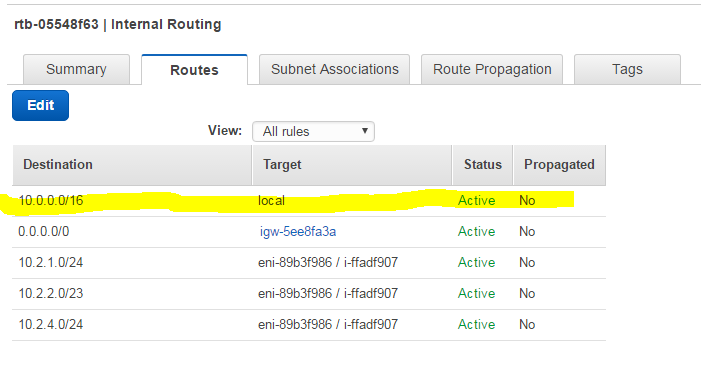 rtb-05548f63 | Internal Routing
Summary Routes Subnet Associations Route Propagation Tags
Edit
View: All rules
Destination Target Status Propagated
10.0.0.0/16 local Active No
0.0.0.0/0 igw-5ee8fa3a Active No
10.2.1.0/24 eni-89b3f986 / i-ffadf907 Active No
10.2.2.0/23 eni-89b3f986 / i-ffadf907 Active No
10.2.4.0/24 eni-89b3f986 / i-ffadf907 Active No